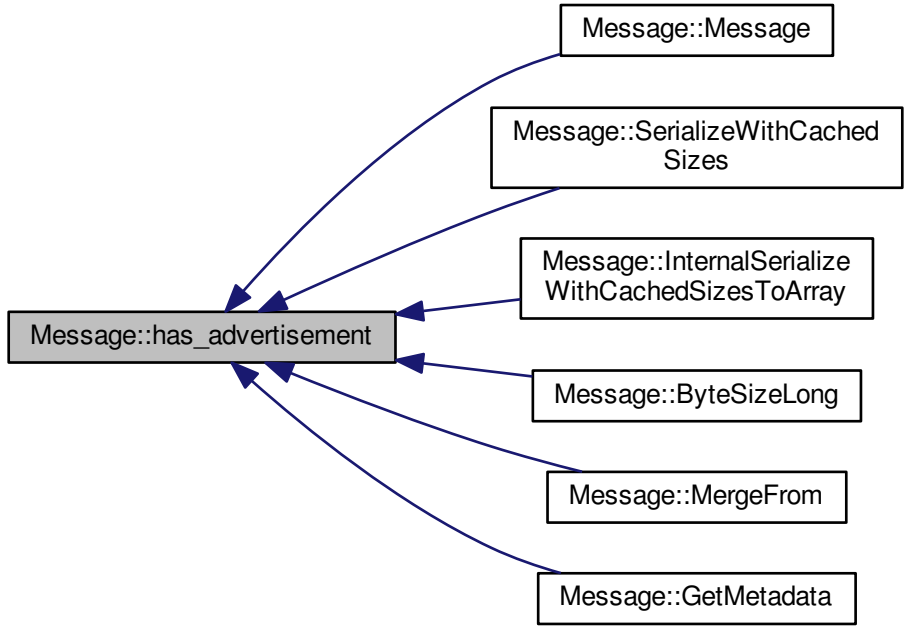 Message::Message
Message::SerializeWithCached
Sizes
Message::InternalSerialize
WithCachedSizesToArray
Message::has_advertisement
Message::ByteSizeLong
Message::MergeFrom
Message::GetMetadata